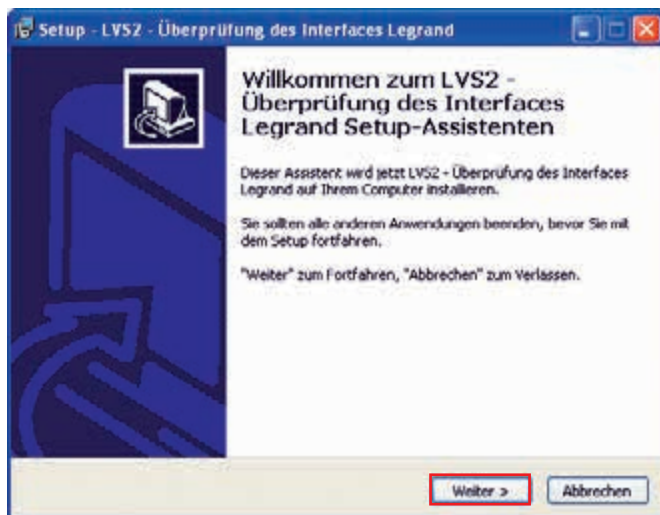 Setup - LVS2 - Überprüfung des Interfaces Legrand
Willkommen zum LVS2 -
Überprüfung des Interfaces
Legrand Setup-Assistenten
Dieser Assistent wird jetzt LVS2 - Überprüfung des Interfaces
Legrand auf Ihrem Computer installieren.
Sie sollten alle anderen Anwendungen beenden, bevor Sie mit
dem Setup fortfahren.
"Weiter" zum Fortfahren, "Abbrechen" zum Verlassen.
Weiter >
Abbrechen